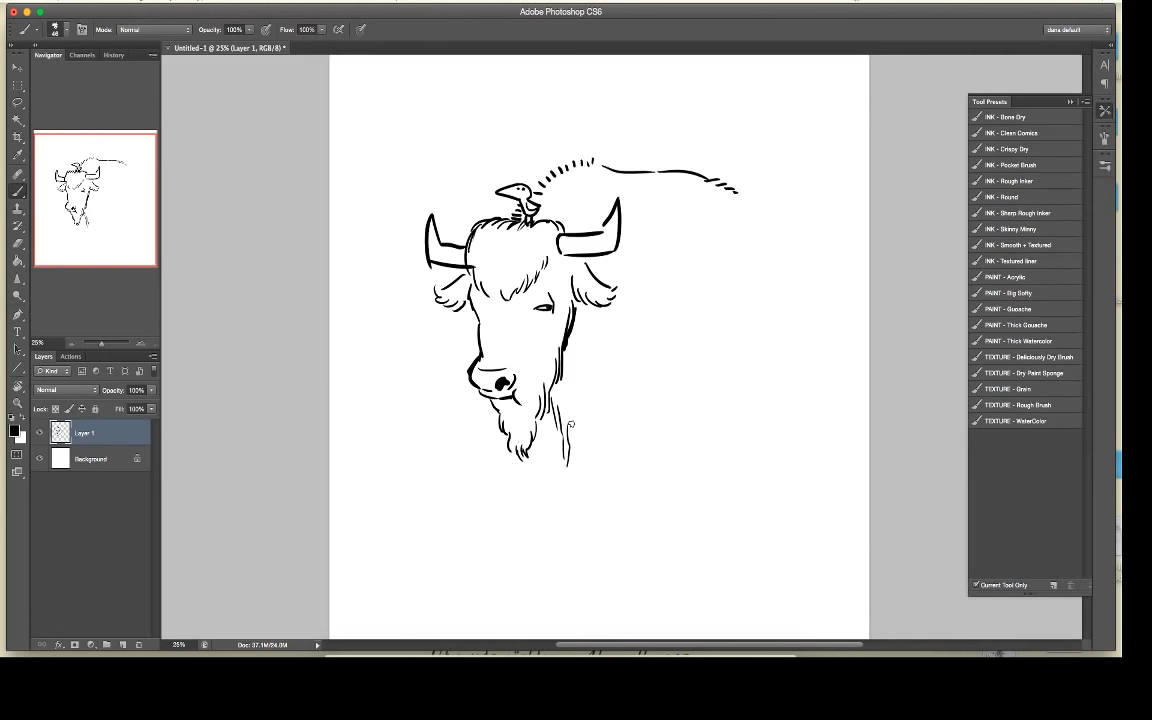 Adobe Photoshop CS6
46
Mode: Normal
Opacity: 100%
Flow: 100%
dana default
Untitled-1 @ 25% (Layer 1, RGB/8) *
Navigator
Channels
History
25%
Layers
Actions
Kind
Normal
Opacity: 100%
Lock:
Fill: 100%
Layer 1
Background
25%
Doc: 37.1M/24.0M
Tool Presets
INK - Bone Dry
INK - Clean Comics
INK - Crispy Dry
INK - Pocket Brush
INK - Rough Inker
INK - Round
INK - Sharp Rough Inker
INK - Skinny Minny
INK - Smooth + Textured
INK - Textured liner
PAINT - Acrylic
PAINT - Big Softy
PAINT - Guoache
PAINT - Thick Gouache
PAINT - Thick Watercolor
TEXTURE - Deliciously Dry Brush
TEXTURE - Dry Paint Sponge
TEXTURE - Grain
TEXTURE - Rough Brush
TEXTURE - WaterColor
Current Tool Only